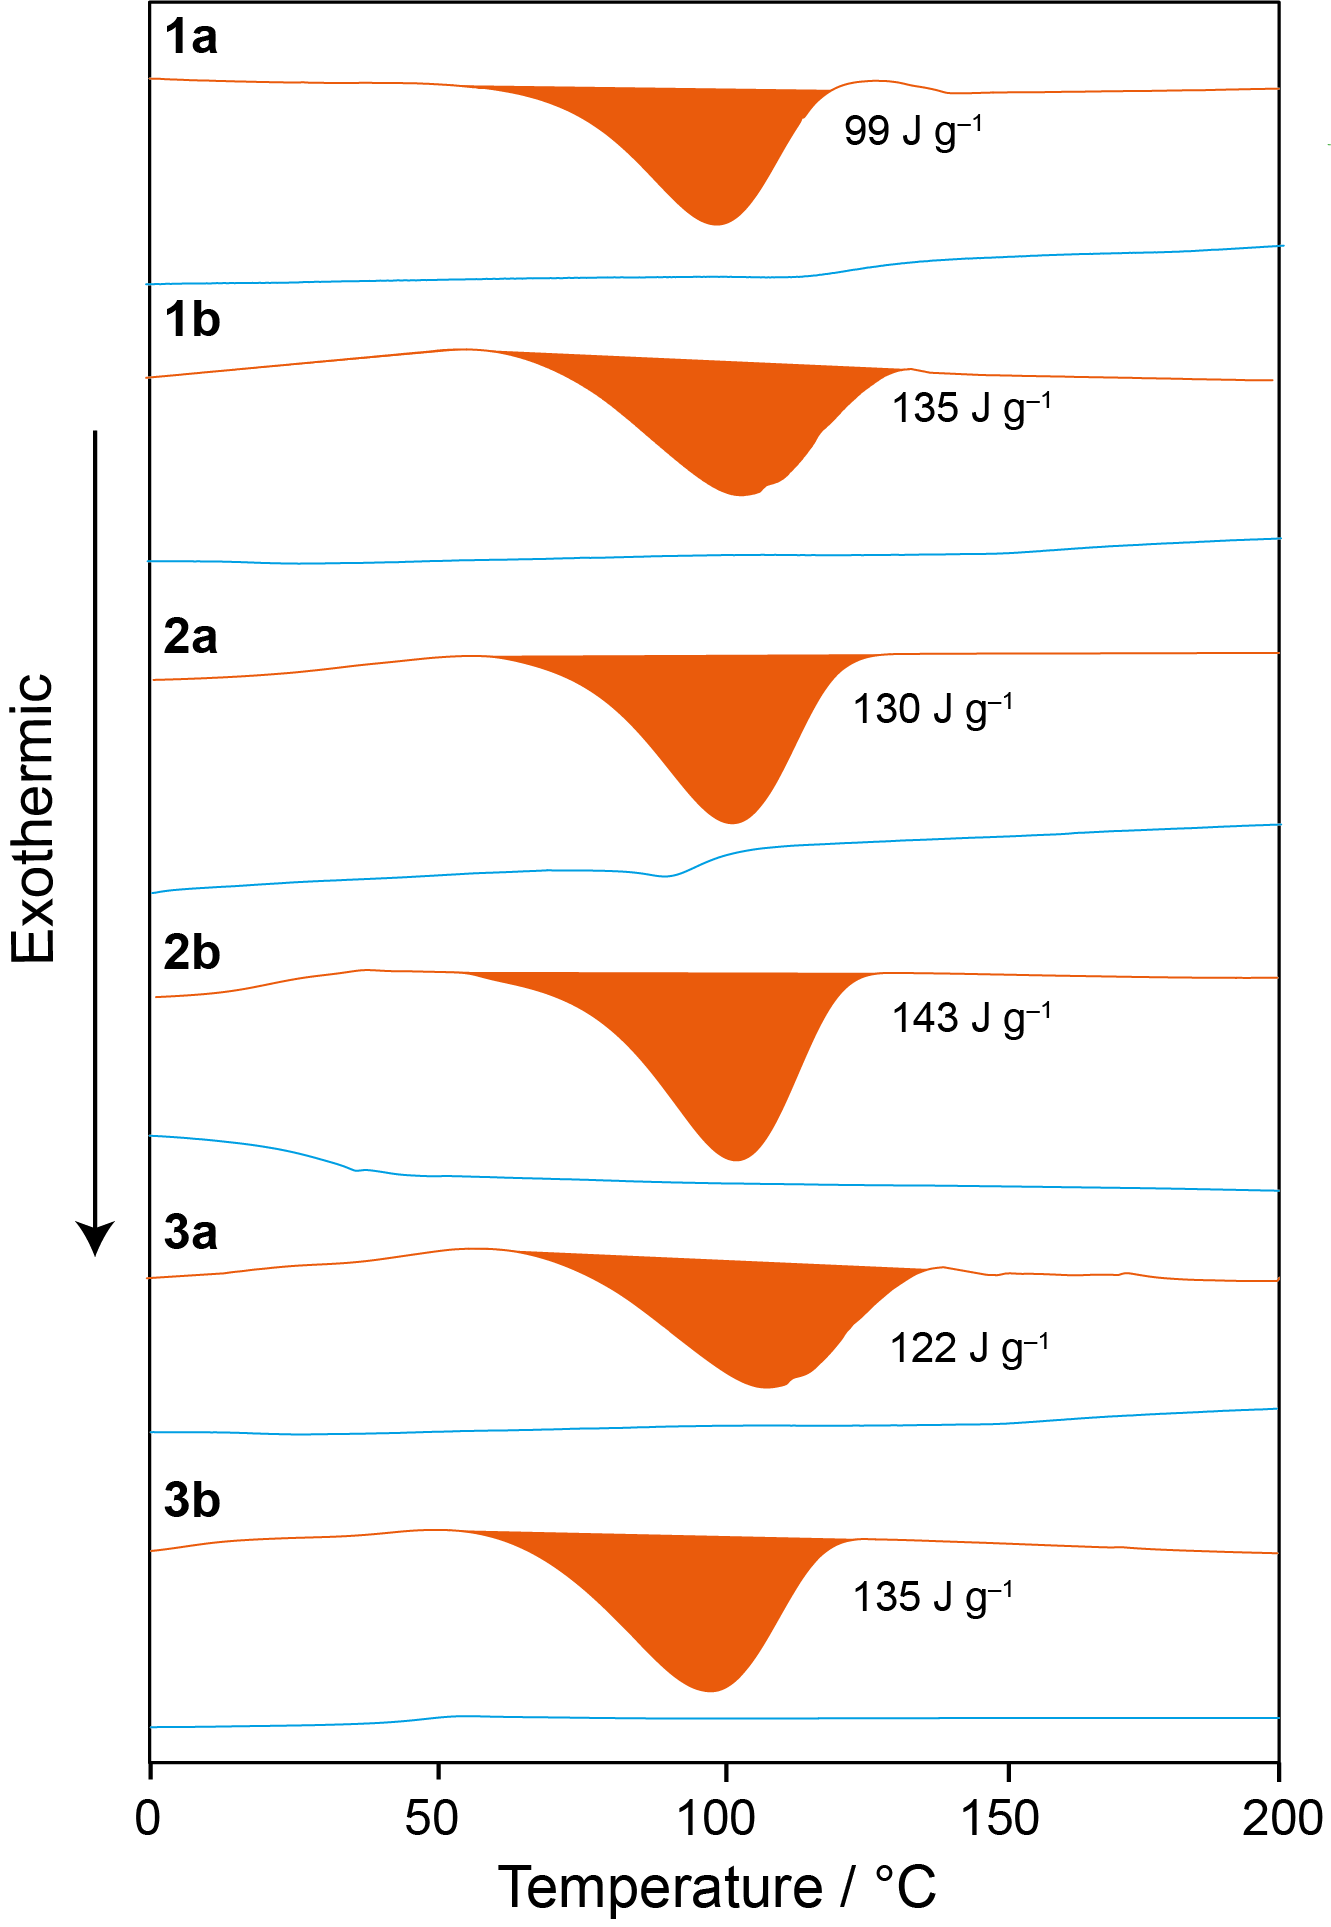 1a
99 J g⁻¹
1b
135 J g⁻¹
2a
130 J g⁻¹
2b
143 J g⁻¹
3a
122 J g⁻¹
3b
135 J g⁻¹
Exothermic
0 50 100 150 200
Temperature / °C